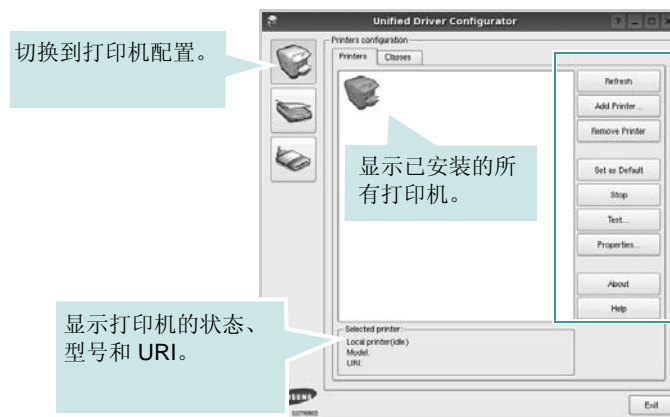 Unified Driver Configurator
切换到打印机配置。
Printers configuration
Printers
Classes
Refresh
Add Printer...
Remove Printer
显示已安装的所
有打印机。
Set as Default
Stop
Test...
Properties...
About
Help
显示打印机的状态、
型号和 URI。
Selected printer:
Local printer(idle)
Model:
URI:
ELECTRONICS
Exit